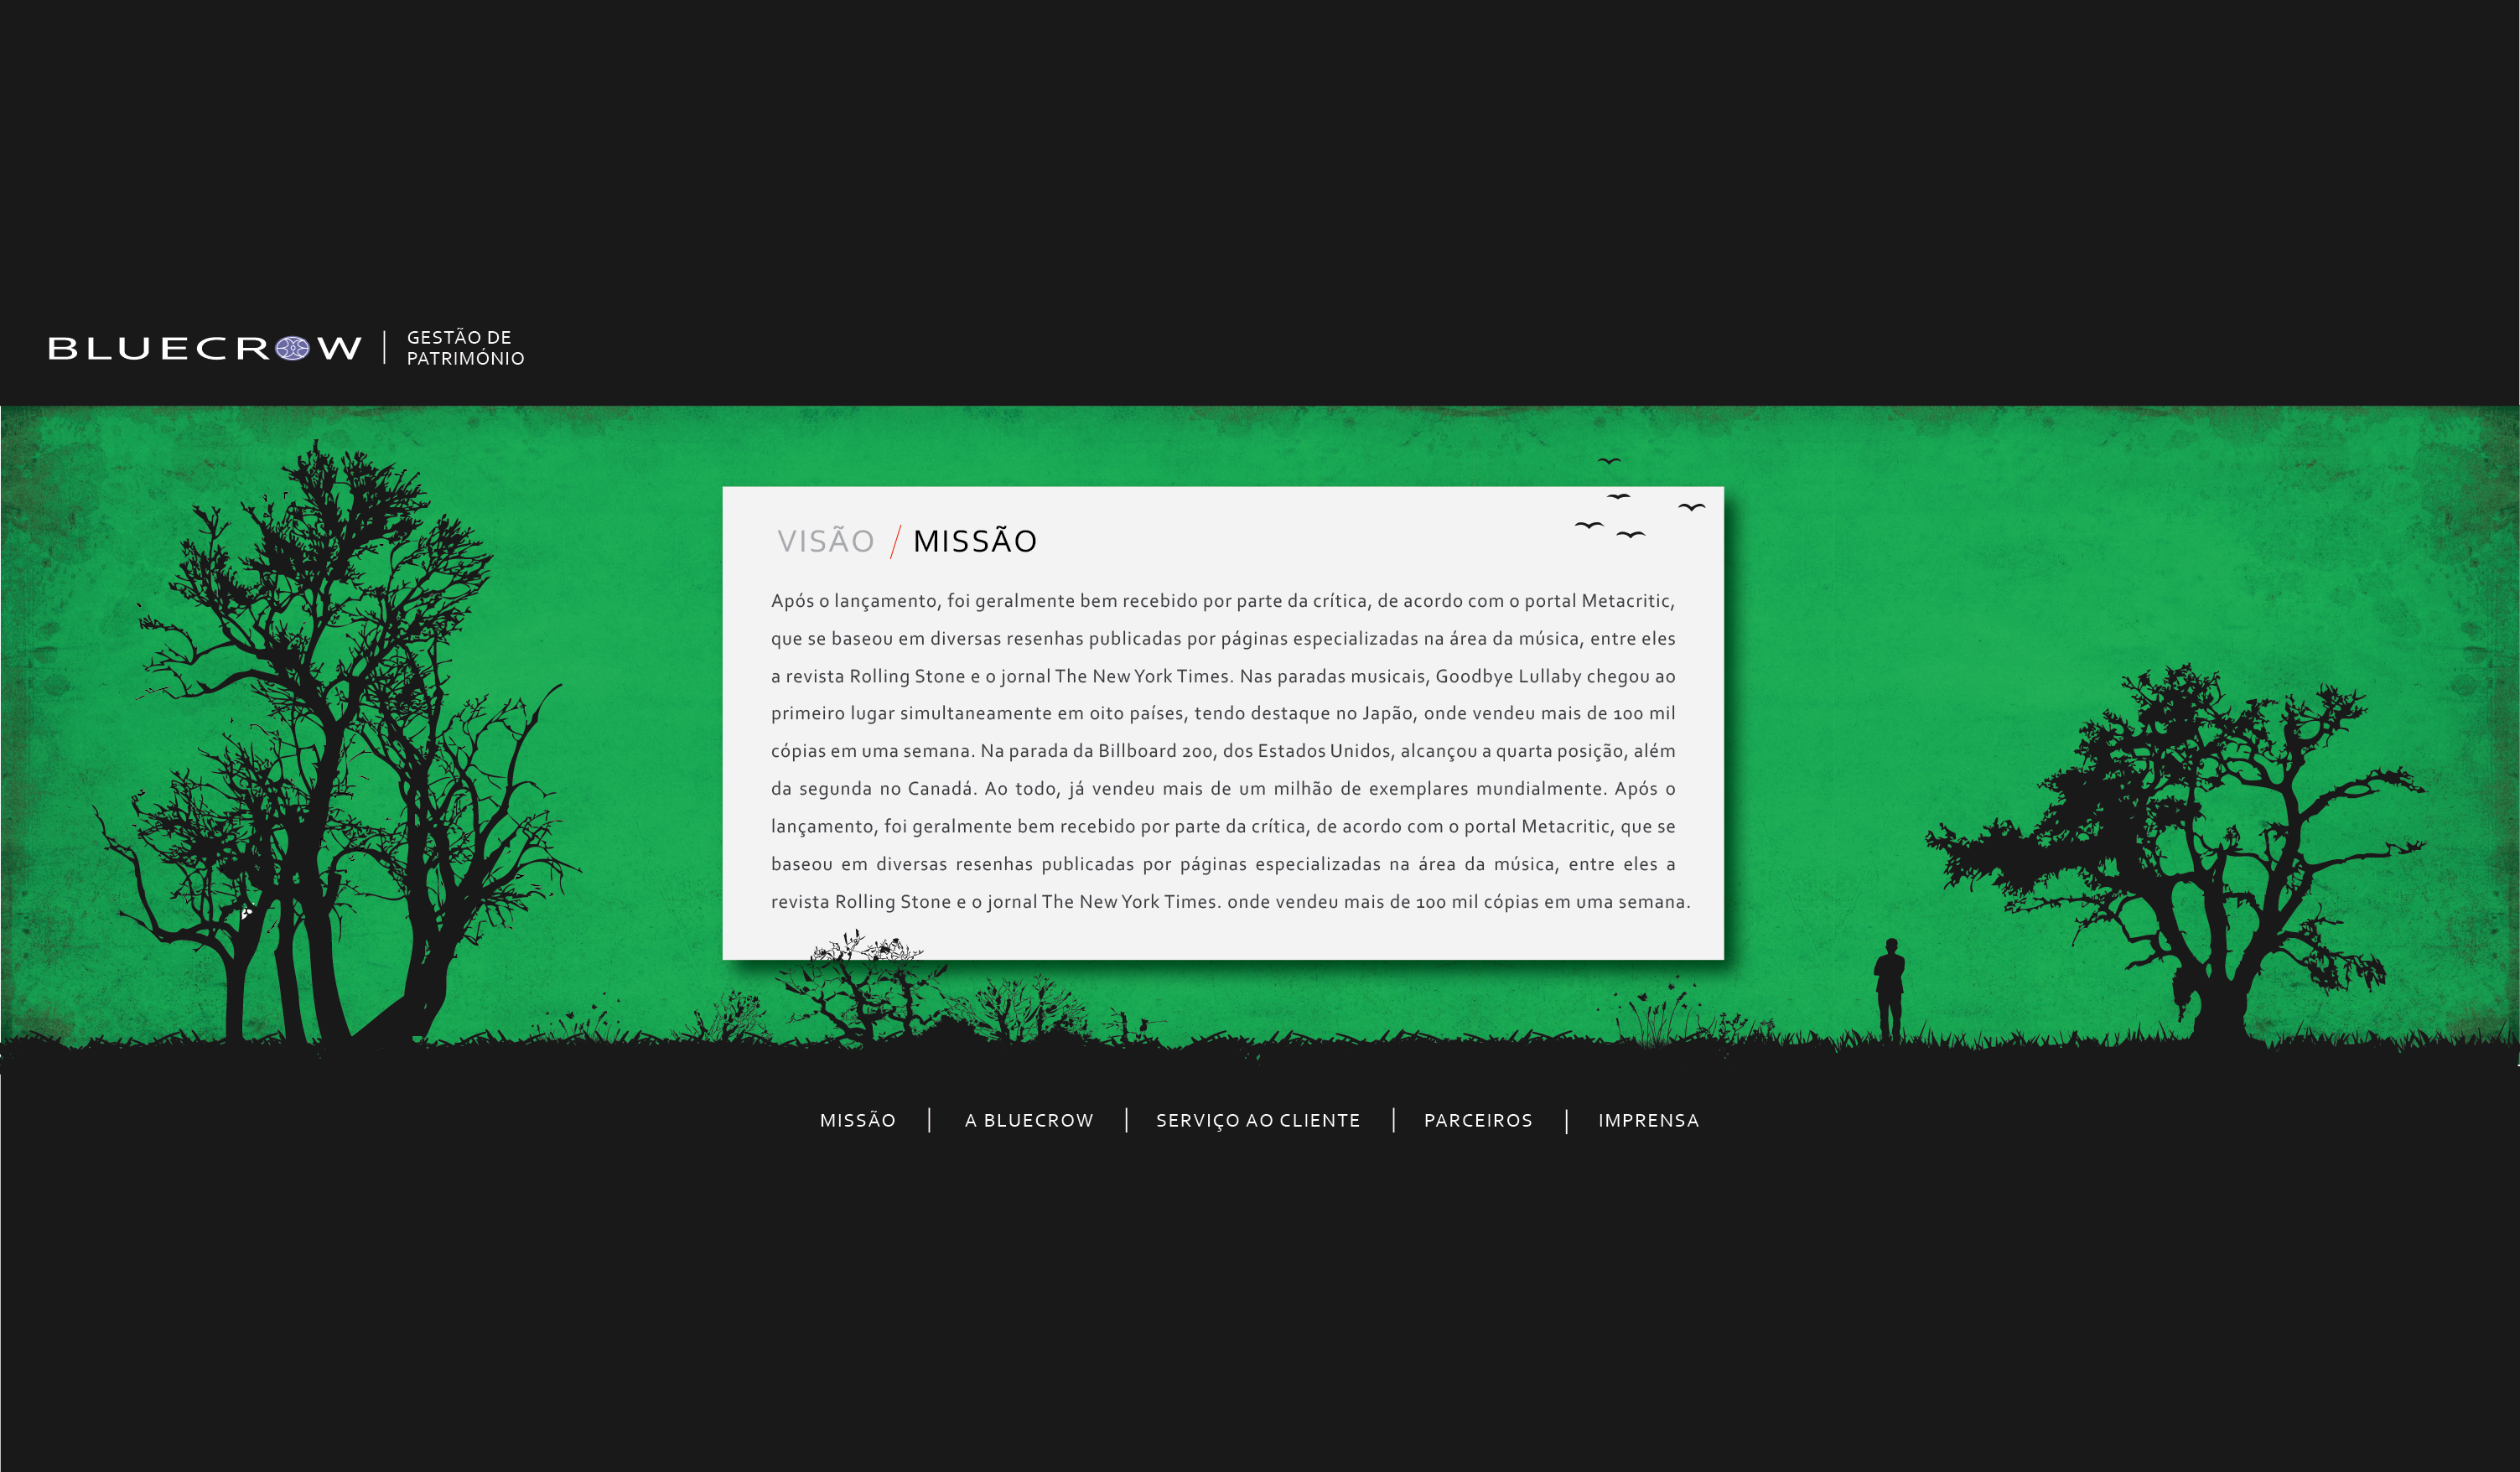 BLUECROW
GESTÃO DE
PATRIMÓNIO
VISÃO / MISSÃO
Após o lançamento, foi geralmente bem recebido por parte da crítica, de acordo com o portal Metacritic,
que se baseou em diversas resenhas publicadas por páginas especializadas na área da música, entre eles
a revista Rolling Stone e o jornal The New York Times. Nas paradas musicais, Goodbye Lullaby chegou ao
primeiro lugar simultaneamente em oito países, tendo destaque no Japão, onde vendeu mais de 100 mil
cópias em uma semana. Na parada da Billboard 200, dos Estados Unidos, alcançou a quarta posição, além
da segunda no Canadá. Ao todo, já vendeu mais de um milhão de exemplares mundialmente. Após o
lançamento, foi geralmente bem recebido por parte da crítica, de acordo com o portal Metacritic, que se
baseou em diversas resenhas publicadas por páginas especializadas na área da música, entre eles a
revista Rolling Stone e o jornal The New York Times. onde vendeu mais de 100 mil cópias em uma semana.
MISSÃO | A BLUECROW | SERVIÇO AO CLIENTE | PARCEIROS | IMPRENSA